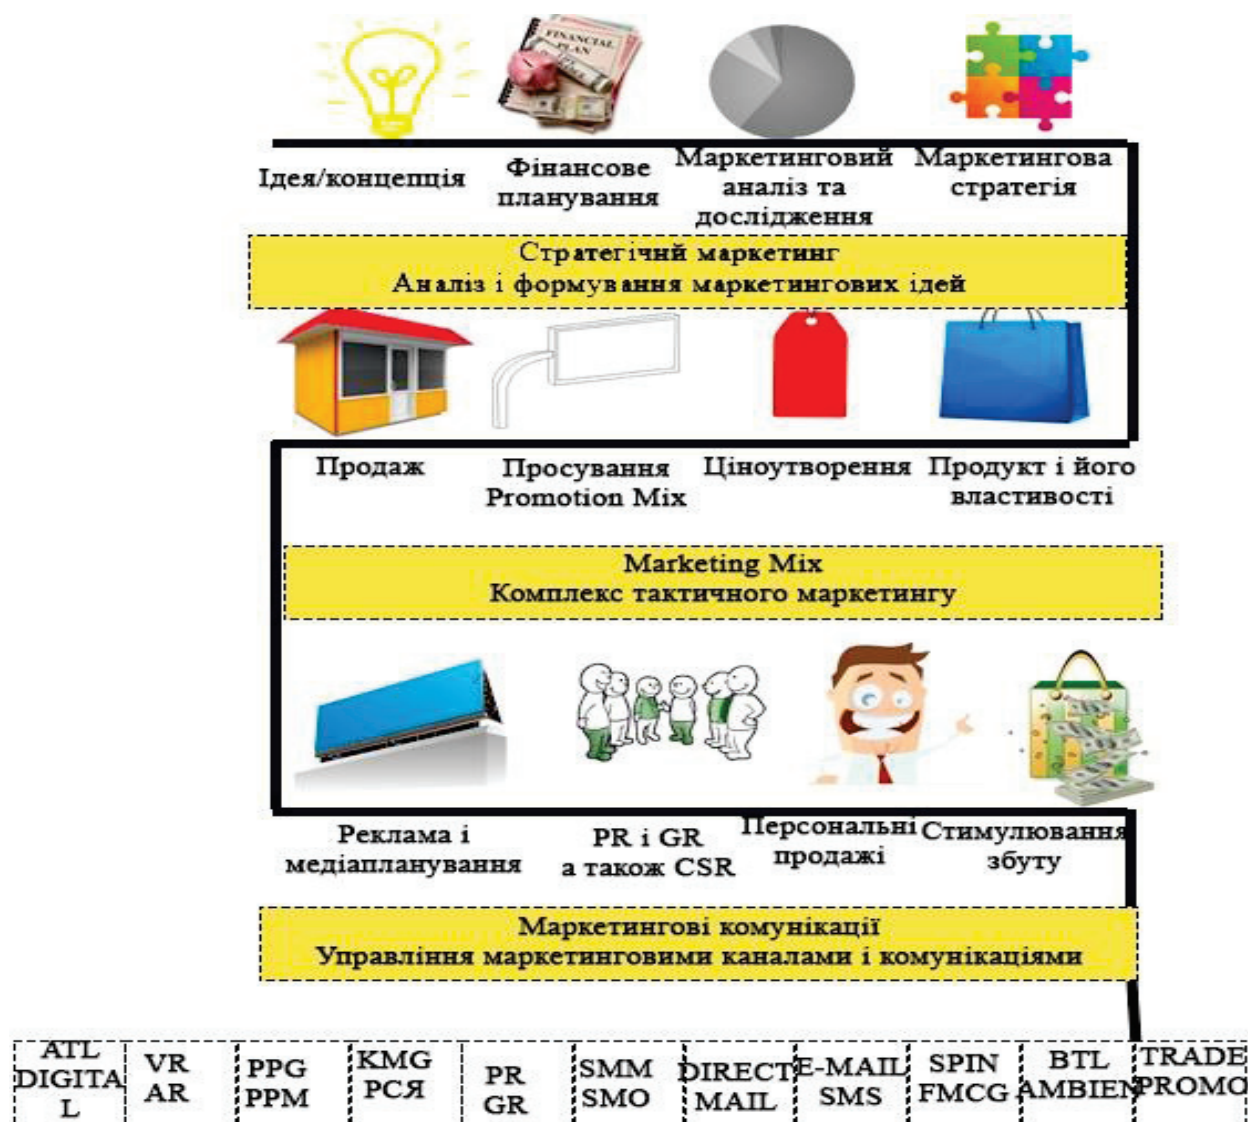 FINANCIAL
PLAN
Ідея/концепція
Фінансове
планування
Маркетинговий
аналіз та
дослідження
Маркетингова
стратегія
Стратегічнй маркетинг
Аналіз і формування маркетингових ідей
Продаж
Просування
Promotion Mix
Ціноутворення
Продукт і його
властивості
Marketing Mix
Комплекс тактичного маркетингу
Реклама і
медіапланування
PR і GR
а також CSR
Персональні
продажі
Стимулювання
збуту
Маркетингові комунікації
Управління маркетинговими каналами і комунікаціями
ATL
DIGITA
L
VR
AR
PPG
PPM
KMG
РСЯ
PR
GR
SMM
SMO
DIRECT
MAIL
E-MAIL
SMS
SPIN
FMCG
BTL
AMBIEN
TRADE
PROMO